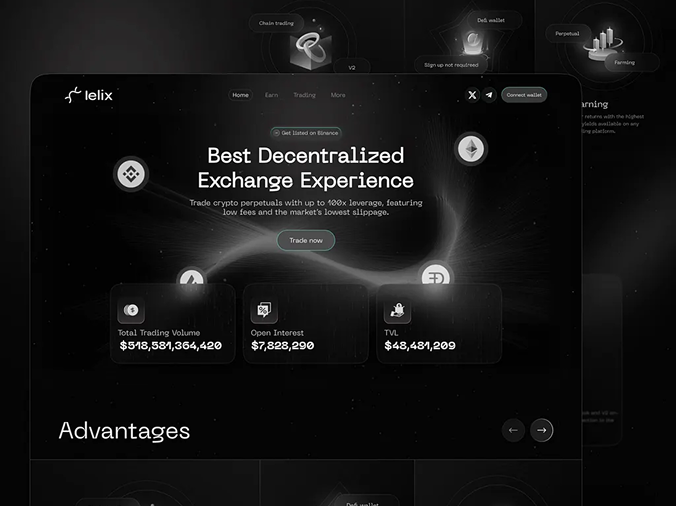 Chain trading
Defi wallet
Perpetual
V2
Sign up not requireed
Farming
arning
returns with the highest
yields available on any
ing platform.
lelix
Home
Earn
Trading
More
Connect wallet
Get listed on Binance
Best Decentralized
Exchange Experience
Trade crypto perpetuals with up to 100x leverage, featuring
low fees and the market's lowest slippage.
Trade now
Total Trading Volume
$518,581,364,420
Open Interest
$7,828,290
TVL
$48,481,209
Advantages
Defi wallet